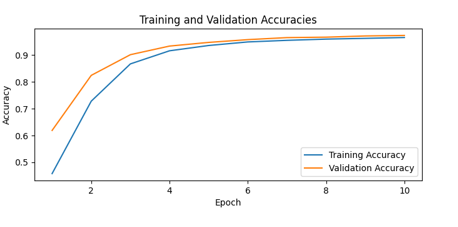 Training and Validation Accuracies
Accuracy
0.9
0.8
0.7
0.6
0.5
Training Accuracy
Validation Accuracy
2 4 6 8 10
Epoch